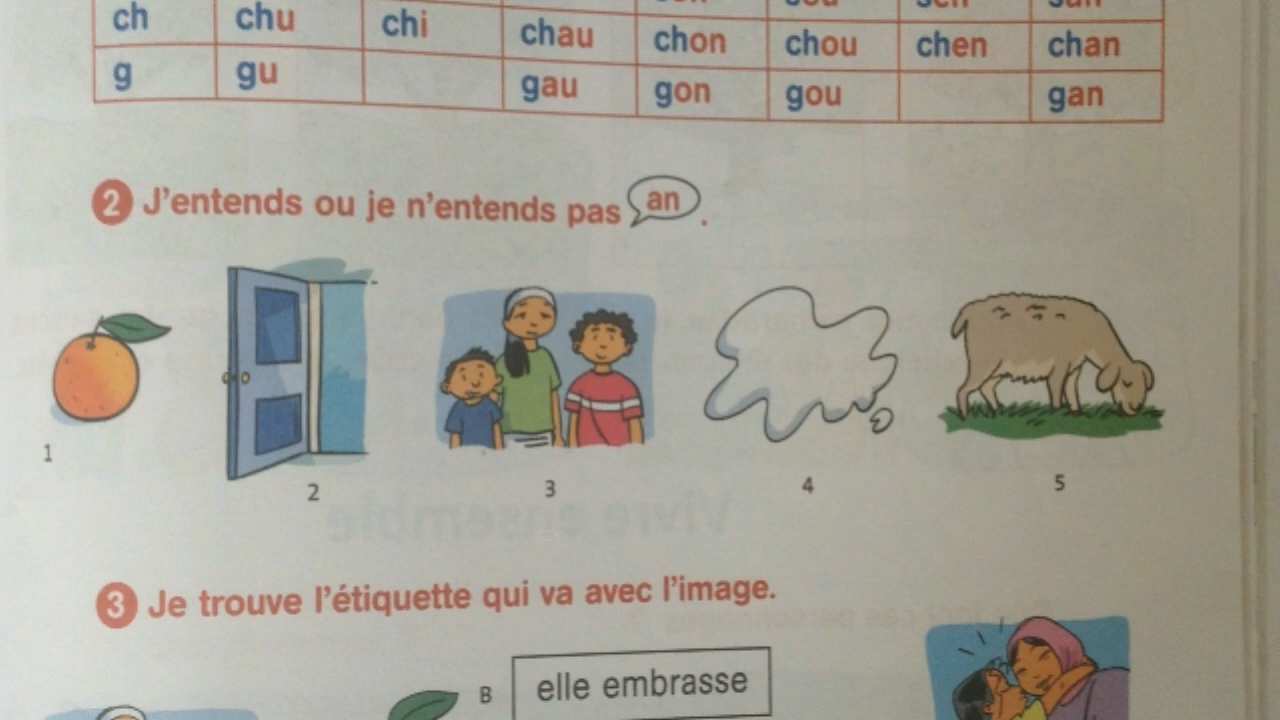 ch chu chi chau chon chou chen chan
g gu gau gon gou gan
2 J'entends ou je n'entends pas an .
1
2
3
4
5
3 Je trouve l'étiquette qui va avec l'image.
B elle embrasse